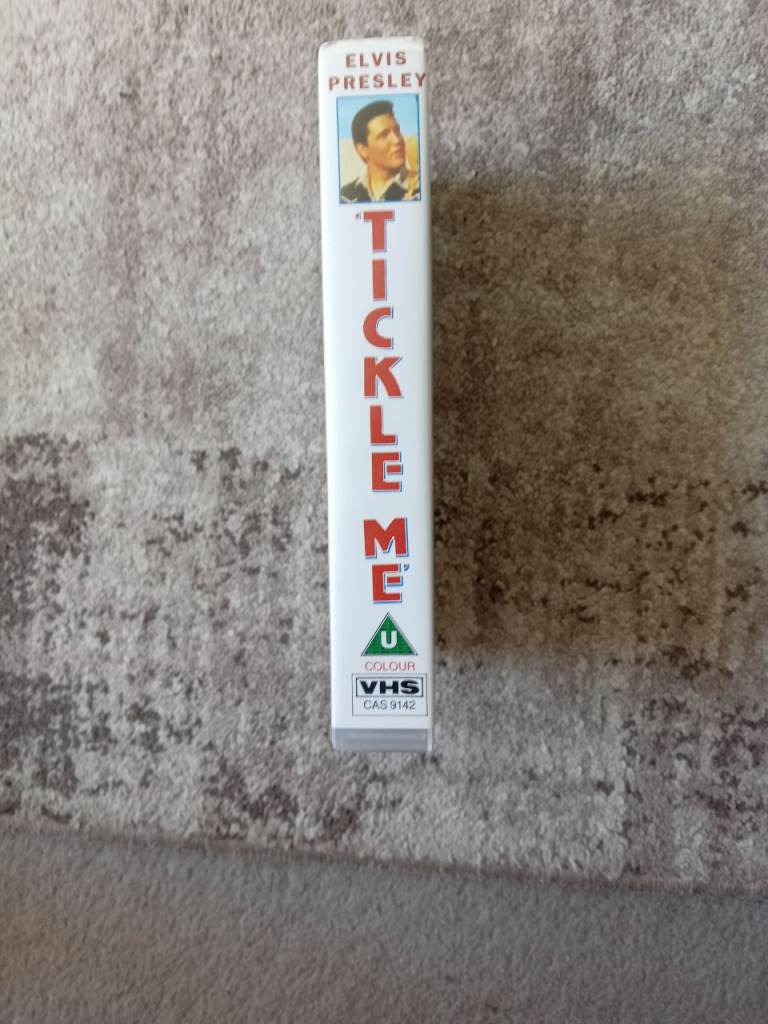 ELVIS
PRESLEY
"TICKLE ME"
U
COLOUR
VHS
CAS 9142